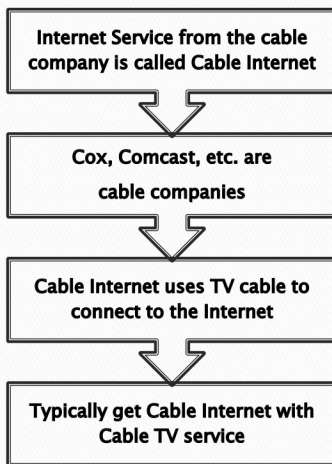 Internet Service from the cable
company is called Cable Internet
Cox, Comcast, etc. are
cable companies
Cable Internet uses TV cable to
connect to the Internet
Typically get Cable Internet with
Cable TV service